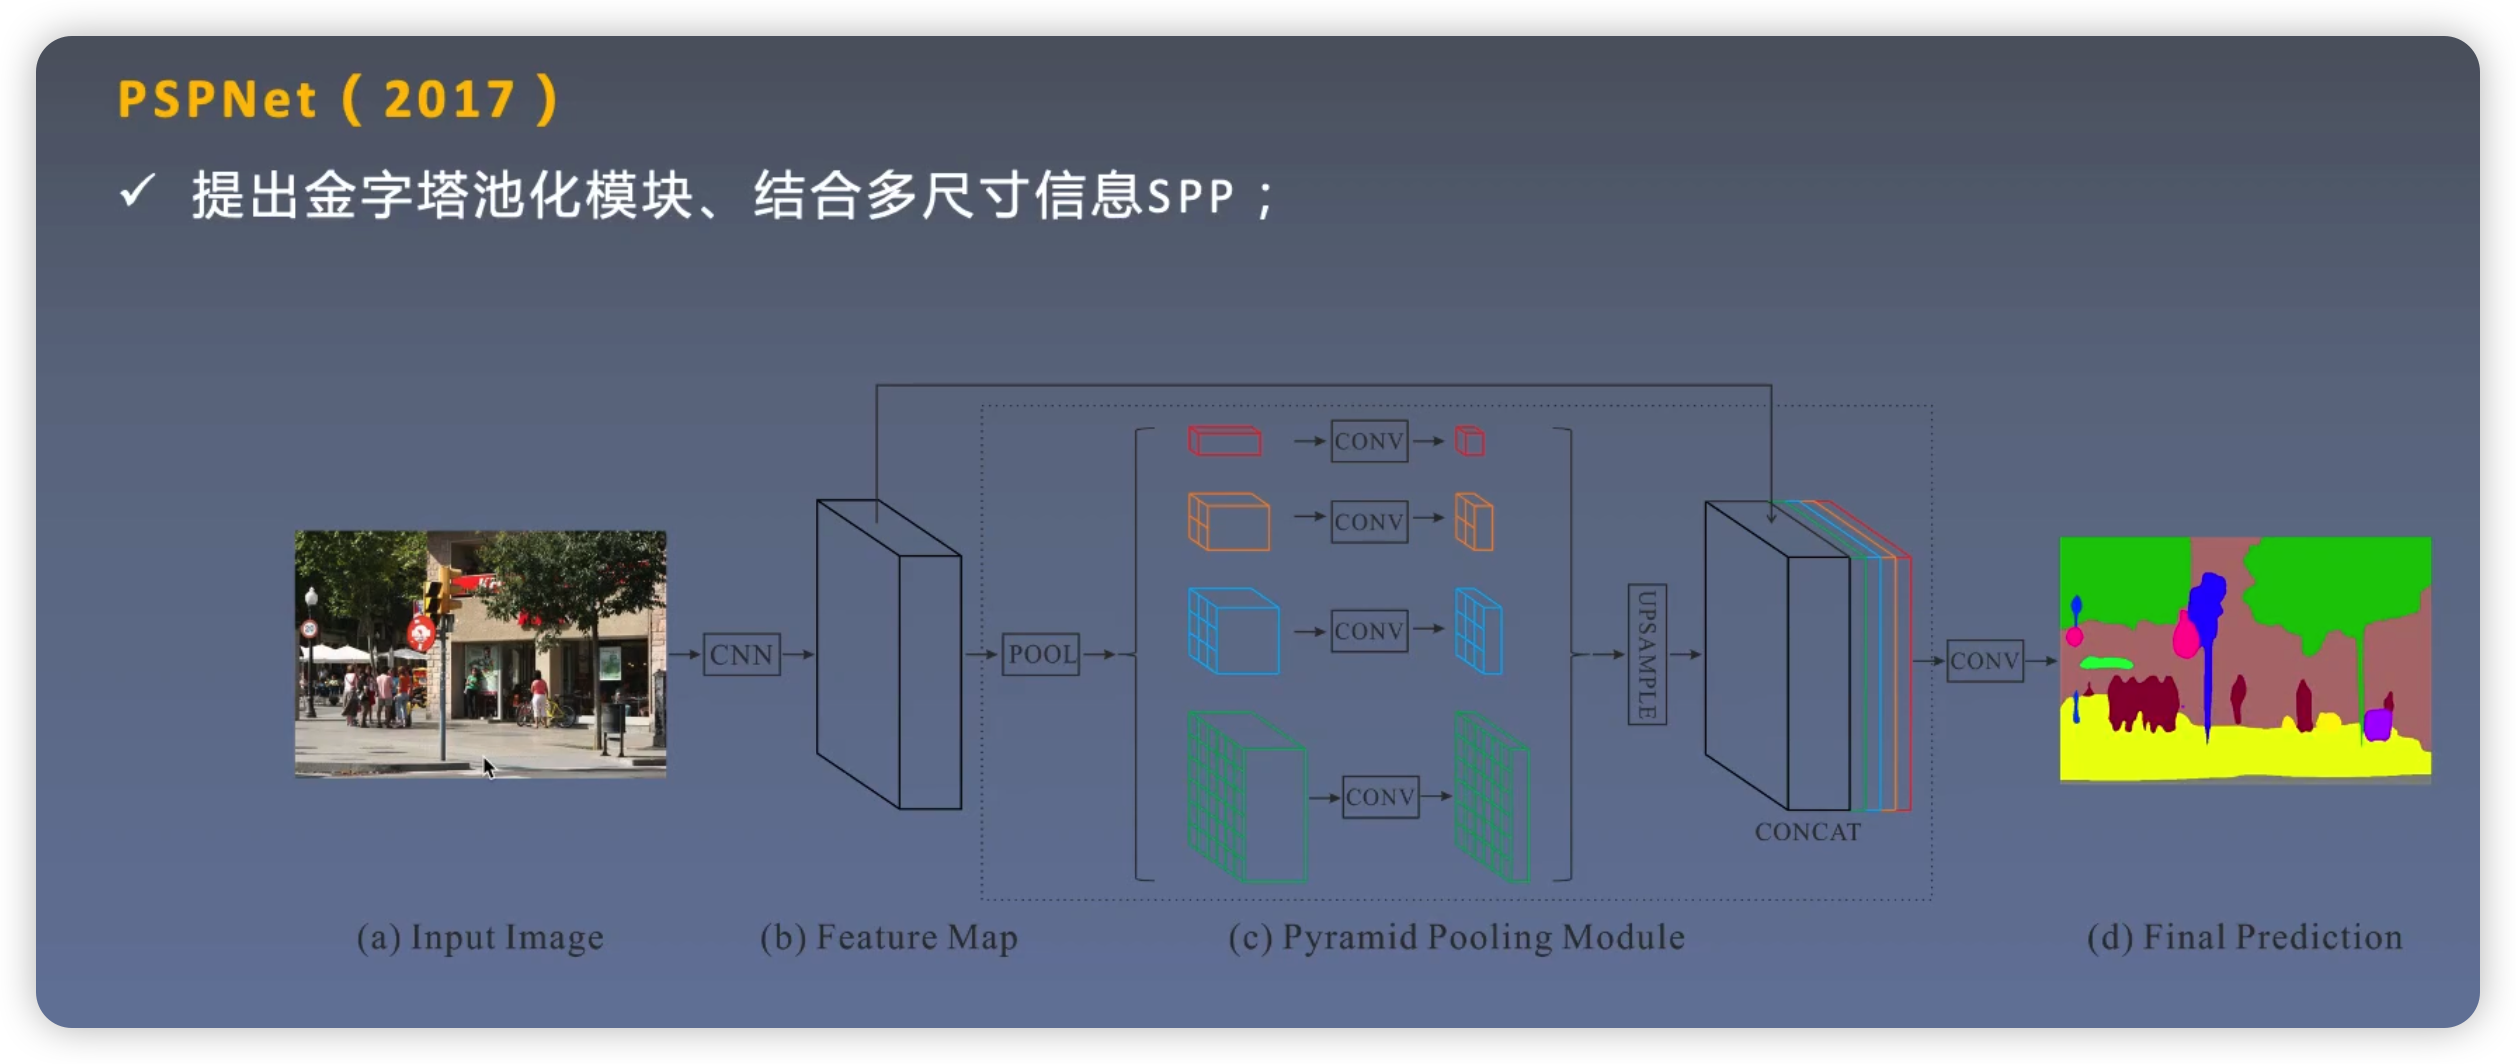 PSPNet（2017）
✓ 提出金字塔池化模块、结合多尺寸信息SPP；
CONV
CONV
CONV
CONV
CNN
POOL
UPSAMPLE
CONV
CONCAT
(a) Input Image
(b) Feature Map
(c) Pyramid Pooling Module
(d) Final Prediction